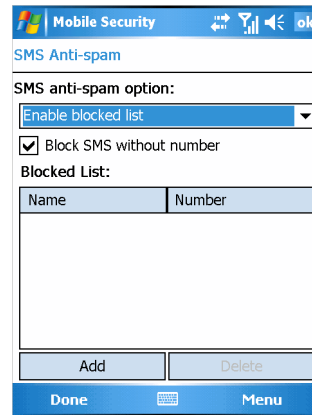 Mobile Security ok
SMS Anti-spam
SMS anti-spam option:
Enable blocked list
Block SMS without number
Blocked List:
Name Number
Add Delete
Done Menu